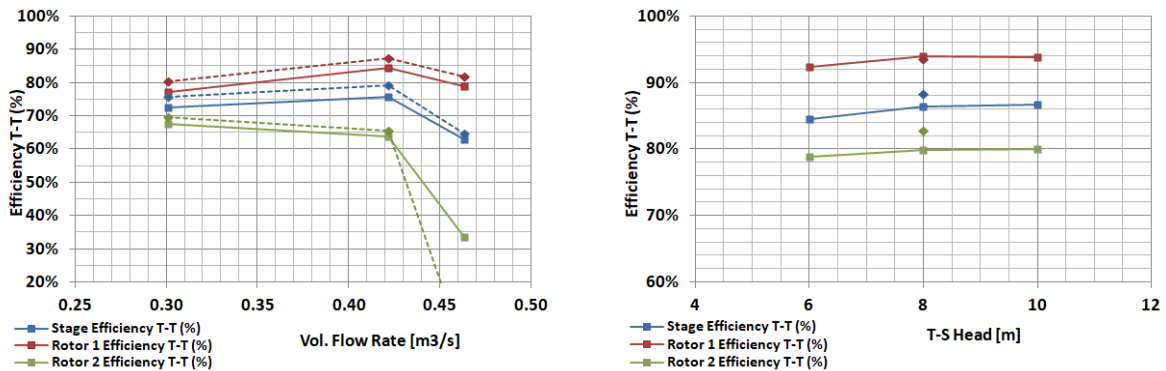 100%
90%
80%
70%
60%
50%
40%
30%
20%
Efficiency T-T (%)
0.25 0.30 0.35 0.40 0.45 0.50
Vol. Flow Rate [m3/s]
Stage Efficiency T-T (%)
Rotor 1 Efficiency T-T (%)
Rotor 2 Efficiency T-T (%)
100%
90%
80%
70%
60%
Efficiency T-T (%)
4 6 8 10 12
T-S Head [m]
Stage Efficiency T-T (%)
Rotor 1 Efficiency T-T (%)
Rotor 2 Efficiency T-T (%)